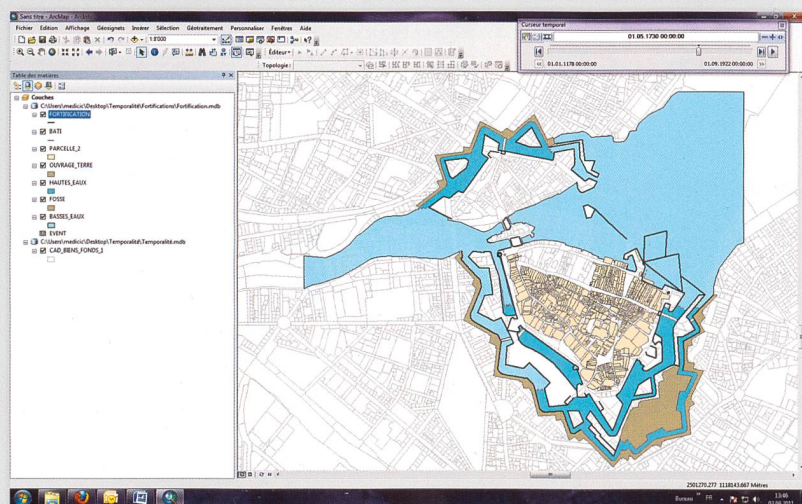 Sans titre - ArcMap - ArcInfo
Fichier Edition Affichage Géosignets Insérer Sélection Géotraitement Personnaliser Fenêtres Aide
1:8'000
Editeur
Topologie:
Curseur temporel
01.05.1730 00:00:00
01.01.1178 00:00:00
01.09.1922 00:00:00
Table des matières
Couches
C:\Users\medicic\Desktop\Temporalité\Fortifications\Fortification.mdb
FORTIFICATION
BATI
PARCELLE_2
OUVRAGE_TERRE
HAUTES_EAUX
FOSSE
BASSES_EAUX
EVENT
C:\Users\medicic\Desktop\Temporalité\Temporalité.mdb
CAD_BIENS_FONDS_1
2501270.277 1118143.667 Mètres
Bureau
FR
13:46